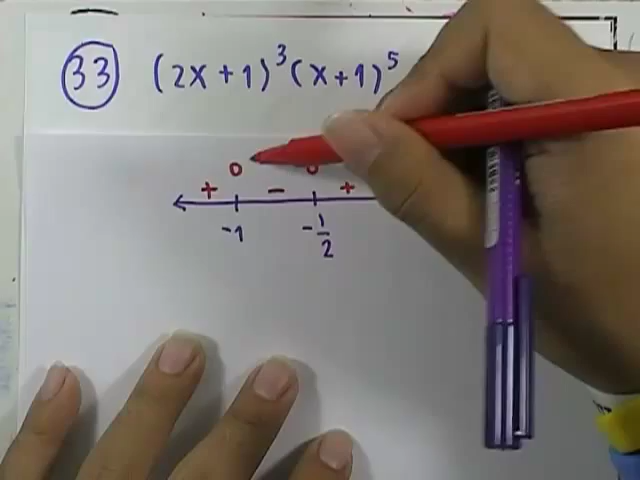 33 (2x+1)³(x+1)⁵
0 0
+ − +
-1 -1/2